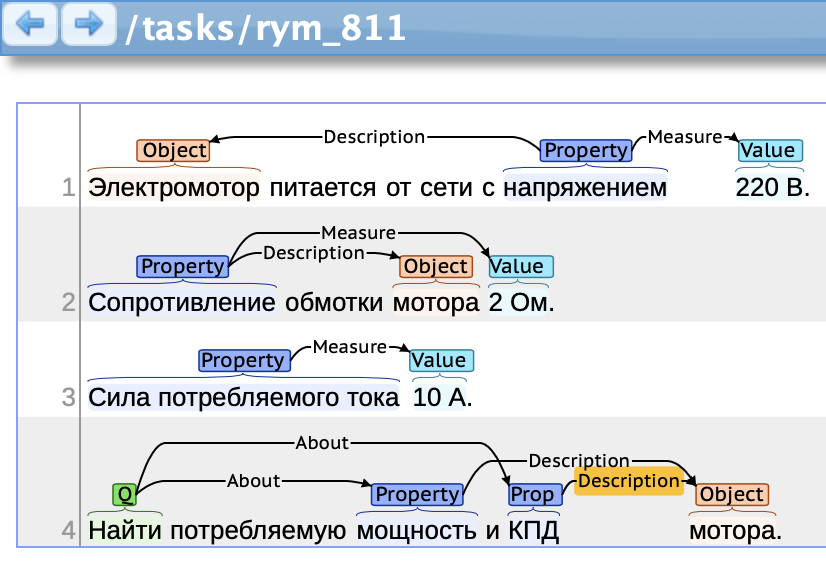 /tasks/rym_811
Object Description Property Measure Value
1 Электромотор питается от сети с напряжением 220 В.
Measure
Description
Property Object Value
2 Сопротивление обмотки мотора 2 Ом.
Property Measure Value
3 Сила потребляемого тока 10 А.
About
Description
About Description
Q Property Prop Object
4 Найти потребляемую мощность и КПД мотора.